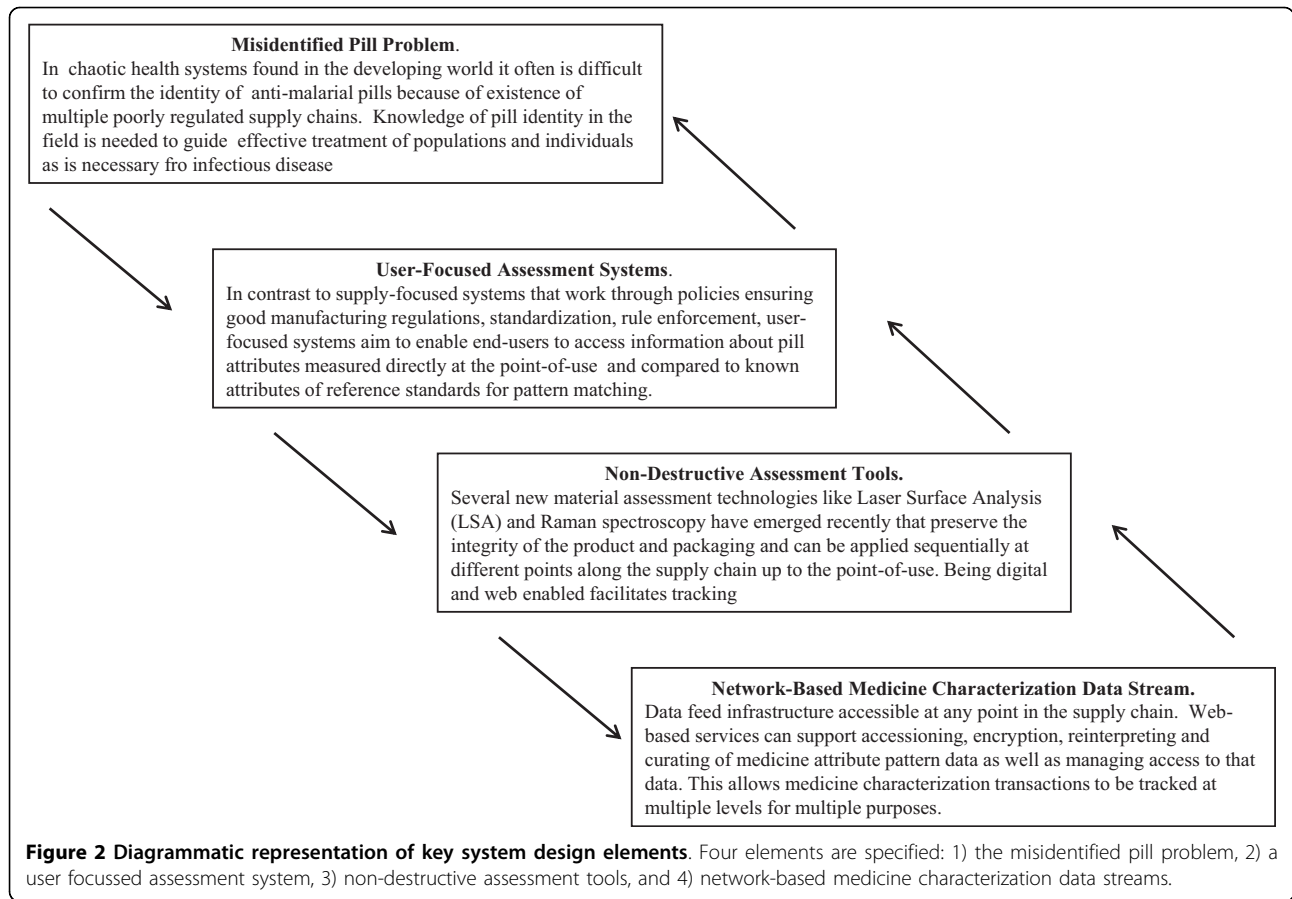 Misidentified Pill Problem.
In chaotic health systems found in the developing world it often is difficult
to confirm the identity of anti-malarial pills because of existence of
multiple poorly regulated supply chains. Knowledge of pill identity in the
field is needed to guide effective treatment of populations and individuals
as is necessary fro infectious disease
User-Focused Assessment Systems.
In contrast to supply-focused systems that work through policies ensuring
good manufacturing regulations, standardization, rule enforcement, user-
focused systems aim to enable end-users to access information about pill
attributes measured directly at the point-of-use and compared to known
attributes of reference standards for pattern matching.
Non-Destructive Assessment Tools.
Several new material assessment technologies like Laser Surface Analysis
(LSA) and Raman spectroscopy have emerged recently that preserve the
integrity of the product and packaging and can be applied sequentially at
different points along the supply chain up to the point-of-use. Being digital
and web enabled facilitates tracking
Network-Based Medicine Characterization Data Stream.
Data feed infrastructure accessible at any point in the supply chain. Web-
based services can support accessioning, encryption, reinterpreting and
curating of medicine attribute pattern data as well as managing access to that
data. This allows medicine characterization transactions to be tracked at
multiple levels for multiple purposes.
Figure 2 Diagrammatic representation of key system design elements. Four elements are specified: 1) the misidentified pill problem, 2) a
user focussed assessment system, 3) non-destructive assessment tools, and 4) network-based medicine characterization data streams.